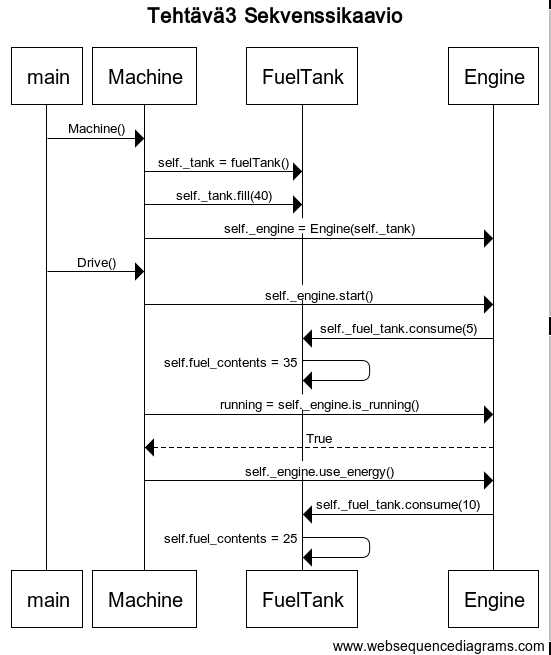 Tehtävä3 Sekvenssikaavio
main Machine FuelTank Engine
Machine()
self._tank = fuelTank()
self._tank.fill(40)
self._engine = Engine(self._tank)
Drive()
self._engine.start()
self._fuel_tank.consume(5)
self.fuel_contents = 35
running = self._engine.is_running()
True
self._engine.use_energy()
self._fuel_tank.consume(10)
self.fuel_contents = 25
main Machine FuelTank Engine
www.websequencediagrams.com